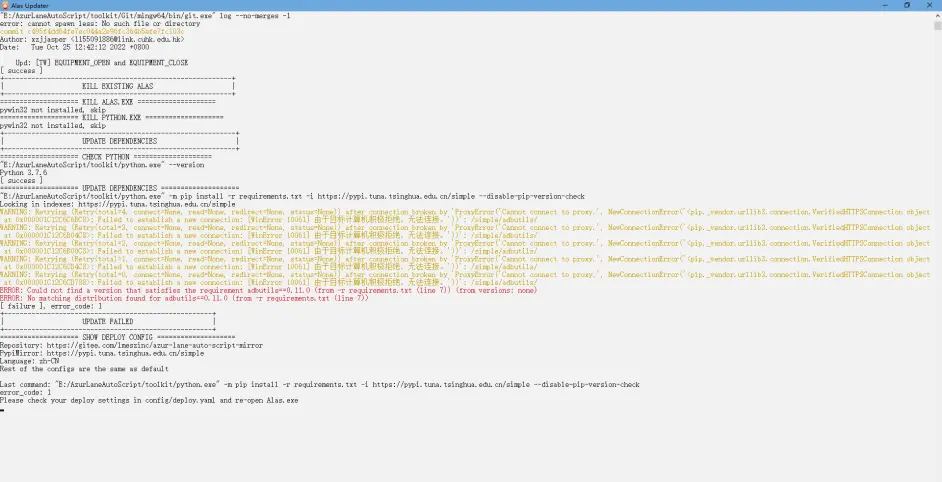 Alas Updater
"E:/AzurLaneAutoScript/toolkit/Git/mingw64/bin/git.exe" log --no-merges -1
error: cannot spawn less: No such file or directory
commit
Author: xzjjasper <1155091886@link.cuhk.edu.hk>
Date:   Tue Oct 25 12:42:12 2022 +0800
Upd: [TW] EQUIPMENT_OPEN and EQUIPMENT_CLOSE
[ success ]
+----------------------------------------------------------+
|                    KILL EXISTING ALAS                    |
+----------------------------------------------------------+
==================== KILL ALAS.EXE ====================
pywin32 not installed, skip
==================== KILL PYTHON.EXE ====================
pywin32 not installed, skip
+-----------------------------------------------------------+
|                    UPDATE DEPENDENCIES                    |
+-----------------------------------------------------------+
==================== CHECK PYTHON ====================
"E:/AzurLaneAutoScript/toolkit/python.exe" --version
Python 3.7.6
[ success ]
==================== UPDATE DEPENDENCIES ====================
"E:/AzurLaneAutoScript/toolkit/python.exe" -m pip install -r requirements.txt -i https://pypi.tuna.tsinghua.edu.cn/simple --disable-pip-version-check
Looking in indexes: https://pypi.tuna.tsinghua.edu.cn/simple
WARNING: Retrying (Retry(total=4, connect=None, read=None, redirect=None, status=None)) after connection broken by 'ProxyError('Cannot connect to proxy.', NewConnectionError('<pip._vendor.urllib3.connection.VerifiedHTTPSConnection object
at : Failed to establish a new connection: [WinError 10061] 由于目标计算机积极拒绝，无法连接。'))': /simple/adbutils/
WARNING: Retrying (Retry(total=3, connect=None, read=None, redirect=None, status=None)) after connection broken by 'ProxyError('Cannot connect to proxy.', NewConnectionError('<pip._vendor.urllib3.connection.VerifiedHTTPSConnection object
at : Failed to establish a new connection: [WinError 10061] 由于目标计算机积极拒绝，无法连接。'))': /simple/adbutils/
WARNING: Retrying (Retry(total=2, connect=None, read=None, redirect=None, status=None)) after connection broken by 'ProxyError('Cannot connect to proxy.', NewConnectionError('<pip._vendor.urllib3.connection.VerifiedHTTPSConnection object
at : Failed to establish a new connection: [WinError 10061] 由于目标计算机积极拒绝，无法连接。'))': /simple/adbutils/
WARNING: Retrying (Retry(total=1, connect=None, read=None, redirect=None, status=None)) after connection broken by 'ProxyError('Cannot connect to proxy.', NewConnectionError('<pip._vendor.urllib3.connection.VerifiedHTTPSConnection object
at : Failed to establish a new connection: [WinError 10061] 由于目标计算机积极拒绝，无法连接。'))': /simple/adbutils/
WARNING: Retrying (Retry(total=0, connect=None, read=None, redirect=None, status=None)) after connection broken by 'ProxyError('Cannot connect to proxy.', NewConnectionError('<pip._vendor.urllib3.connection.VerifiedHTTPSConnection object
at : Failed to establish a new connection: [WinError 10061] 由于目标计算机积极拒绝，无法连接。'))': /simple/adbutils/
ERROR: Could not find a version that satisfies the requirement adbutils==0.11.0 (from -r requirements.txt (line 7)) (from versions: none)
ERROR: No matching distribution found for adbutils==0.11.0 (from -r requirements.txt (line 7))
[ failure ], error_code: 1
+-----------------------------------------------------+
|                    UPDATE FAILED                    |
+-----------------------------------------------------+
==================== SHOW DEPLOY CONFIG ====================
Repository: https://gitee.com/lmeszinc/azur-lane-auto-script-mirror
PypiMirror: https://pypi.tuna.tsinghua.edu.cn/simple
Language: zh-CN
Rest of the configs are the same as default
Last command: "E:/AzurLaneAutoScript/toolkit/python.exe" -m pip install -r requirements.txt -i https://pypi.tuna.tsinghua.edu.cn/simple --disable-pip-version-check
error_code: 1
Please check your deploy settings in config/deploy.yaml and re-open Alas.exe